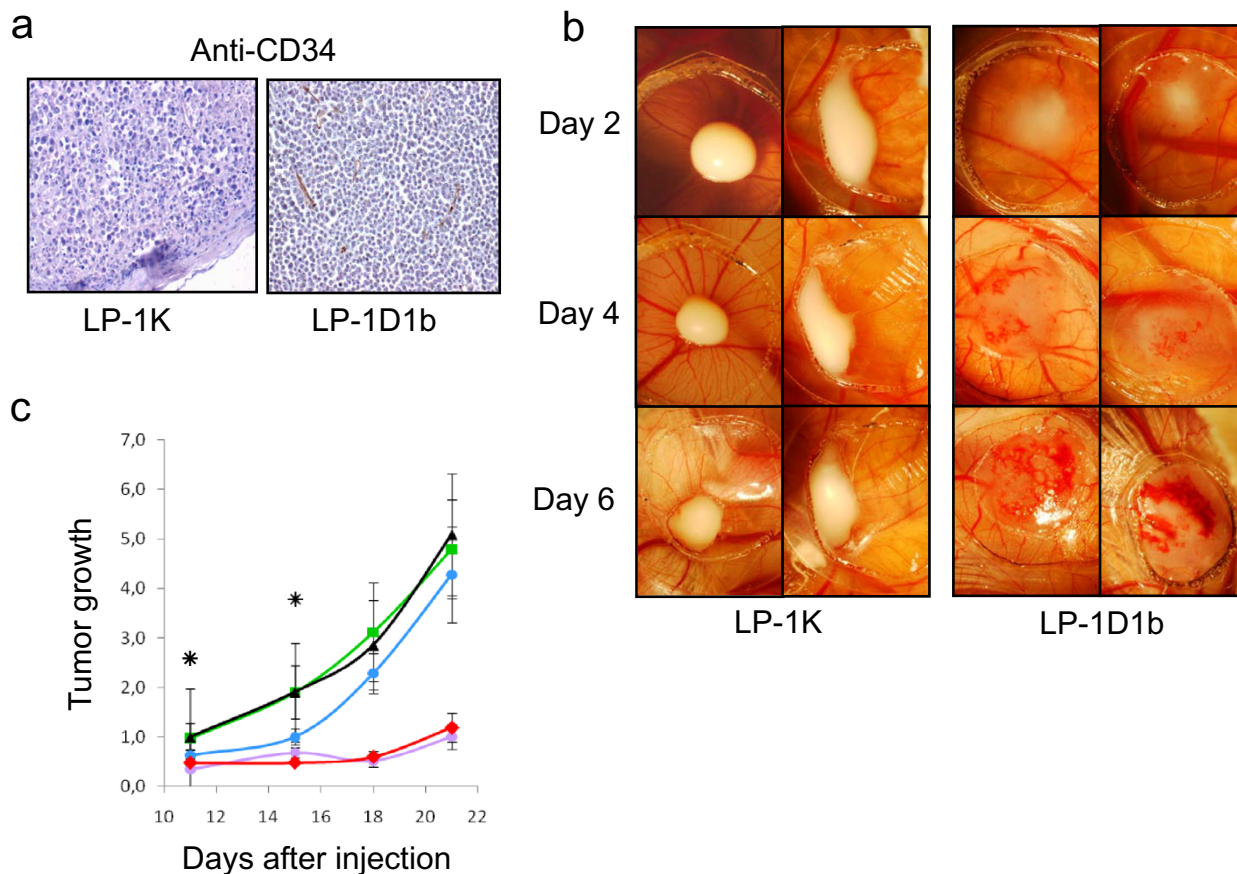 a
Anti-CD34
LP-1K
LP-1D1b
b
Day 2
Day 4
Day 6
LP-1K
LP-1D1b
c
7,0
6,0
5,0
4,0
3,0
2,0
1,0
0,0
10 12 14 16 18 20 22
Tumor growth
Days after injection
*
*